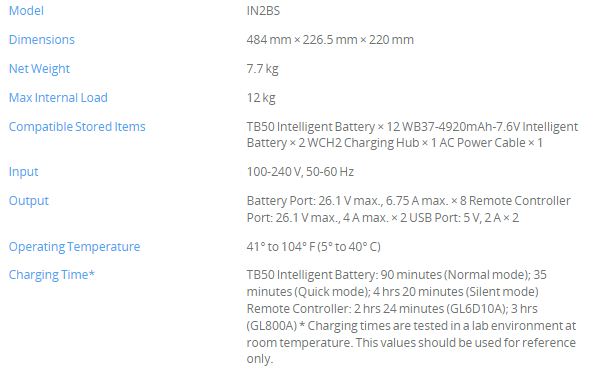 Model IN2BS
Dimensions 484 mm × 226.5 mm × 220 mm
Net Weight 7.7 kg
Max Internal Load 12 kg
Compatible Stored Items TB50 Intelligent Battery × 12 WB37-4920mAh-7.6V Intelligent
Battery × 2 WCH2 Charging Hub × 1 AC Power Cable × 1
Input 100-240 V, 50-60 Hz
Output Battery Port: 26.1 V max., 6.75 A max. × 8 Remote Controller
Port: 26.1 V max., 4 A max. × 2 USB Port: 5 V, 2 A × 2
Operating Temperature 41° to 104° F (5° to 40° C)
Charging Time* TB50 Intelligent Battery: 90 minutes (Normal mode); 35
minutes (Quick mode); 4 hrs 20 minutes (Silent mode)
Remote Controller: 2 hrs 24 minutes (GL6D10A); 3 hrs
(GL800A) * Charging times are tested in a lab environment at
room temperature. This values should be used for reference
only.